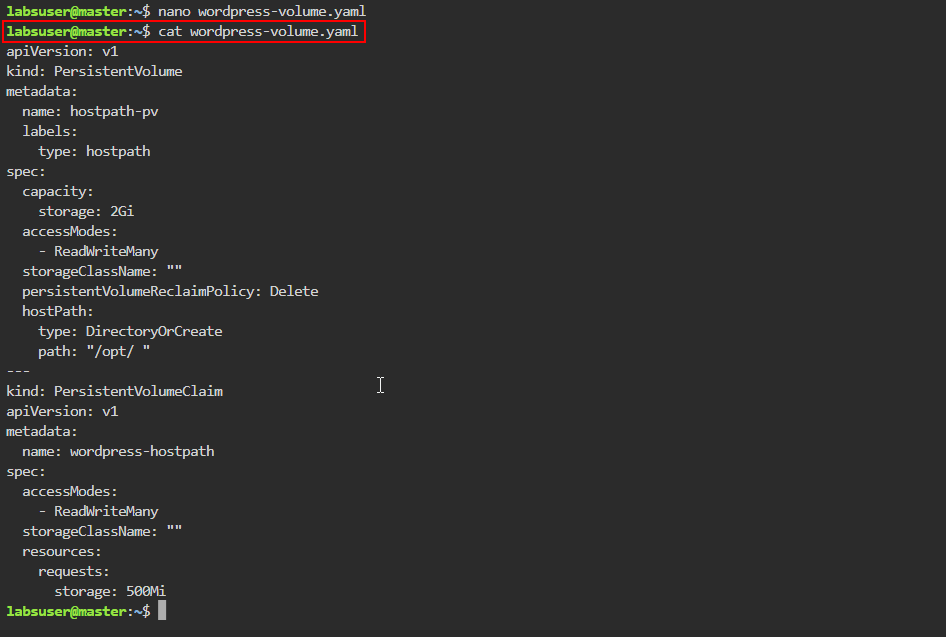 labsuser@master:~$ nano wordpress-volume.yaml
labsuser@master:~$ cat wordpress-volume.yaml
apiVersion: v1
kind: PersistentVolume
metadata:
  name: hostpath-pv
  labels:
    type: hostpath
spec:
  capacity:
    storage: 2Gi
  accessModes:
    - ReadWriteMany
  storageClassName: ""
  persistentVolumeReclaimPolicy: Delete
  hostPath:
    type: DirectoryOrCreate
    path: "/opt/ "
---
kind: PersistentVolumeClaim
apiVersion: v1
metadata:
  name: wordpress-hostpath
spec:
  accessModes:
    - ReadWriteMany
  storageClassName: ""
  resources:
    requests:
      storage: 500Mi
labsuser@master:~$